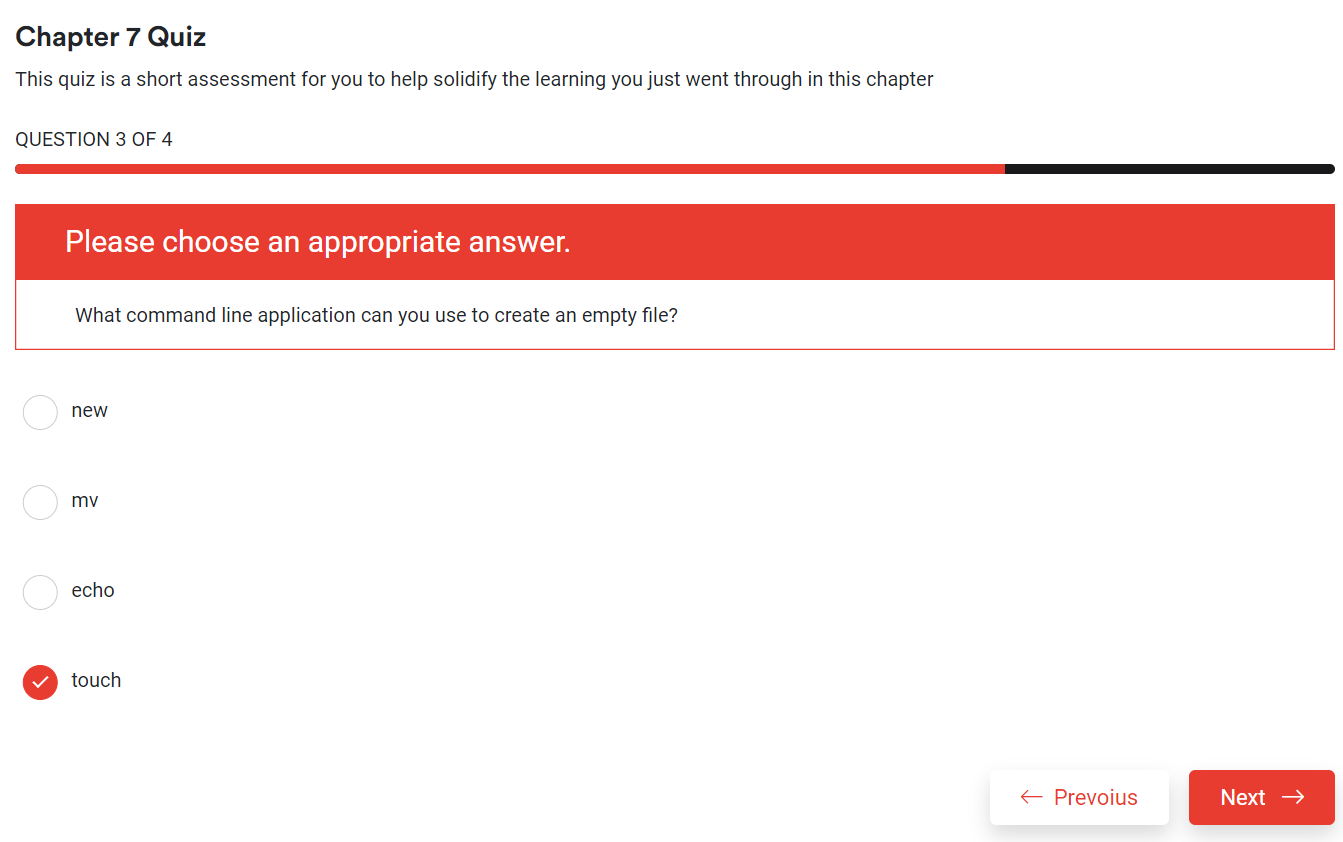 Chapter 7 Quiz
This quiz is a short assessment for you to help solidify the learning you just went through in this chapter
QUESTION 3 OF 4
Please choose an appropriate answer.
What command line application can you use to create an empty file?
new
mv
echo
touch
← Prevoius
Next →